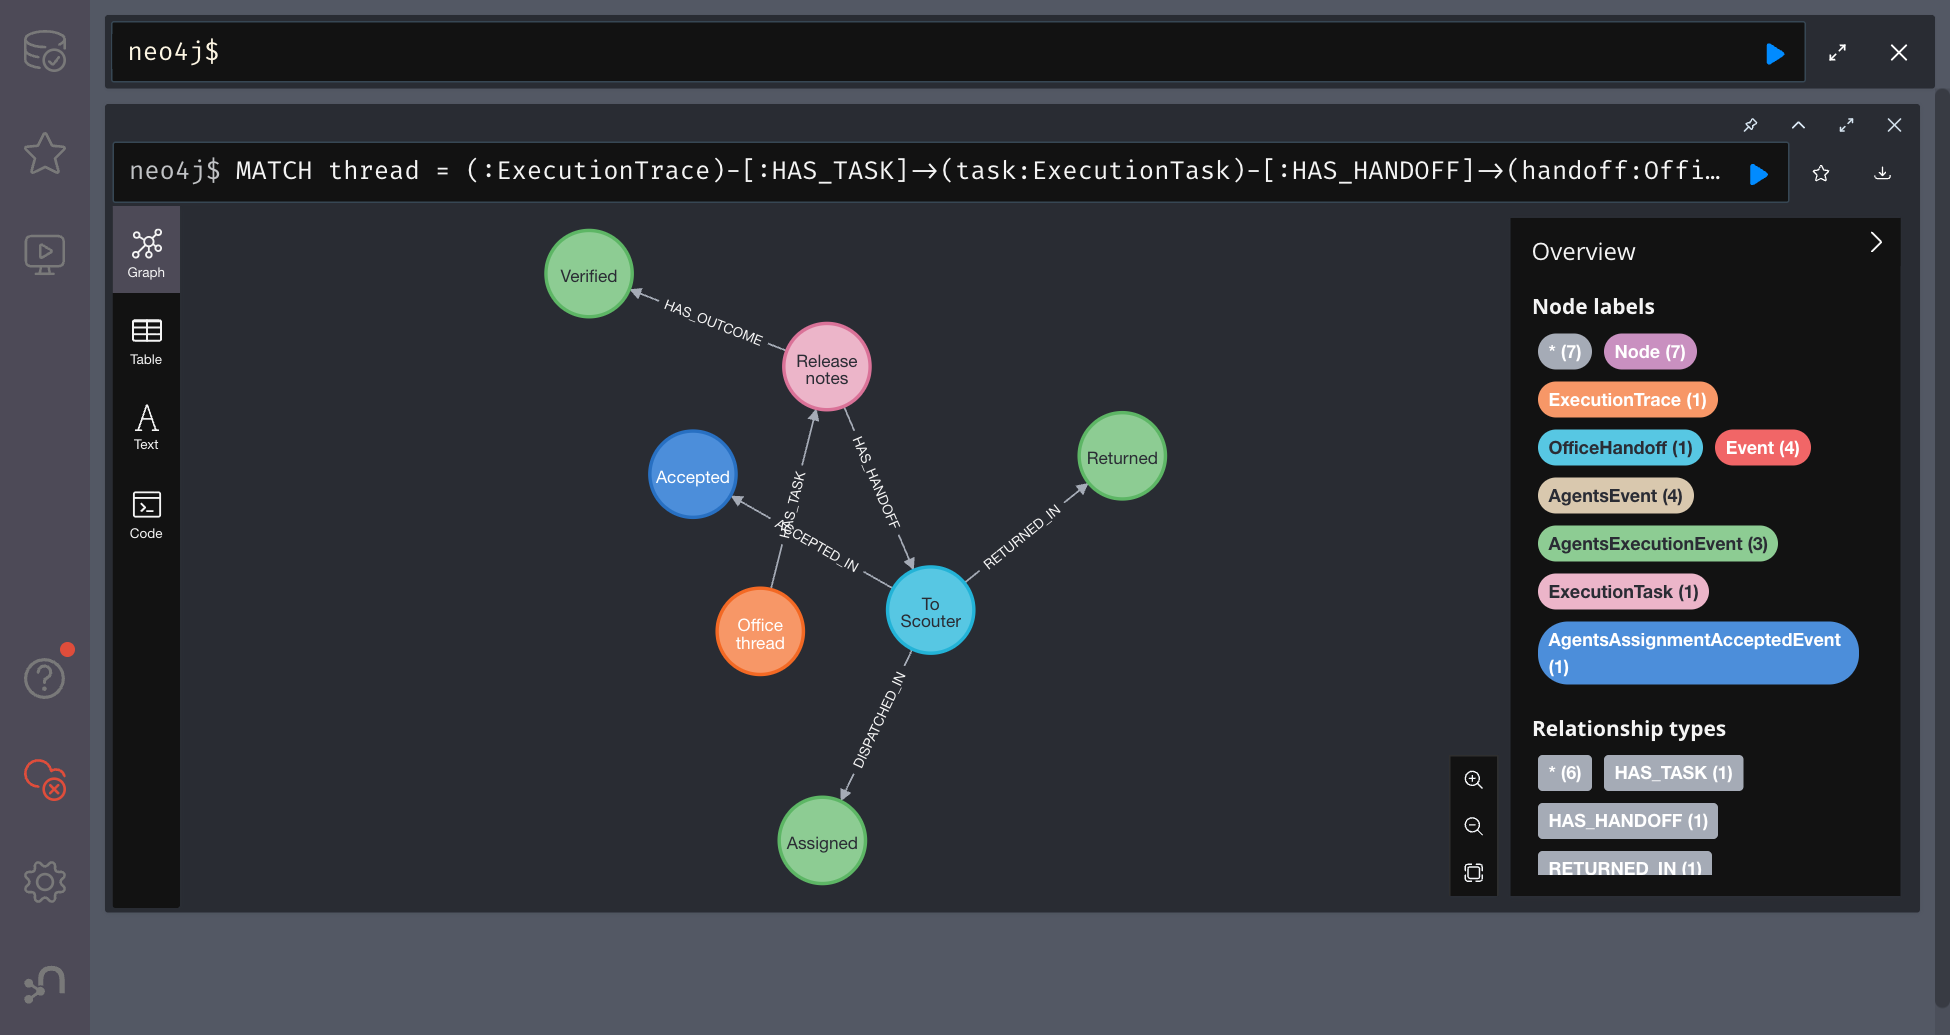 neo4j$
neo4j$ MATCH thread = (:ExecutionTrace)-[:HAS_TASK]->(task:ExecutionTask)-[:HAS_HANDOFF]->(handoff:Offi…
Graph
Table
Text
Code
Verified
HAS_OUTCOME
Release
notes
Accepted
HAS_TASK
HAS_HANDOFF
Returned
ACCEPTED_IN
RETURNED_IN
Office
thread
To
Scouter
DISPATCHED_IN
Assigned
Overview
Node labels
* (7) Node (7)
ExecutionTrace (1)
OfficeHandoff (1) Event (4)
AgentsEvent (4)
AgentsExecutionEvent (3)
ExecutionTask (1)
AgentsAssignmentAcceptedEvent
(1)
Relationship types
* (6) HAS_TASK (1)
HAS_HANDOFF (1)
RETURNED_IN (1)